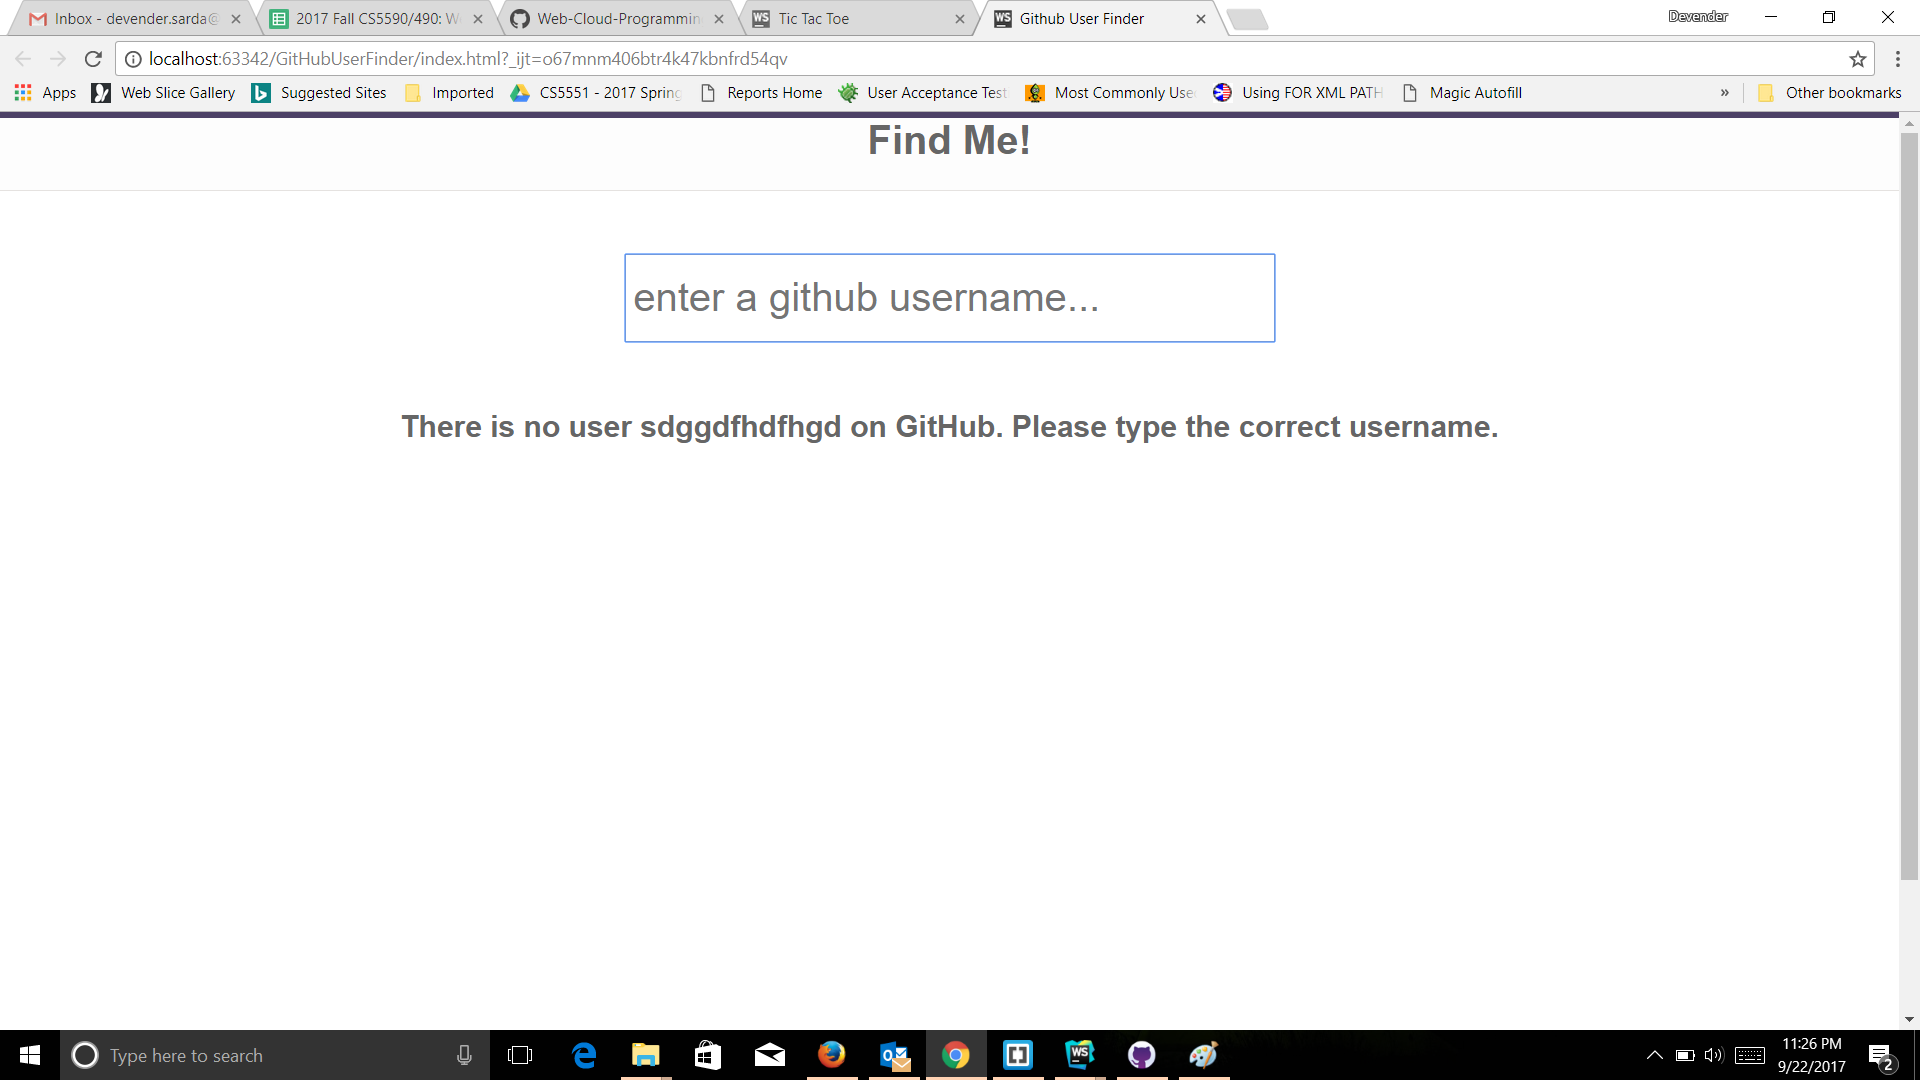 Inbox - devender.sarda@
2017 Fall CS5590/490: W
Web-Cloud-Programmin
WS Tic Tac Toe
WS Github User Finder
Devender
localhost:63342/GitHubUserFinder/index.html?_ijt=o67mnm406btr4k47kbnfrd54qv
Apps
Web Slice Gallery
Suggested Sites
Imported
CS5551 - 2017 Spring
Reports Home
User Acceptance Test
Most Commonly Use
Using FOR XML PATH
Magic Autofill
»
Other bookmarks
Find Me!
enter a github username...
There is no user sdggdfhdfhgd on GitHub. Please type the correct username.
Type here to search
WS
11:26 PM
9/22/2017
2